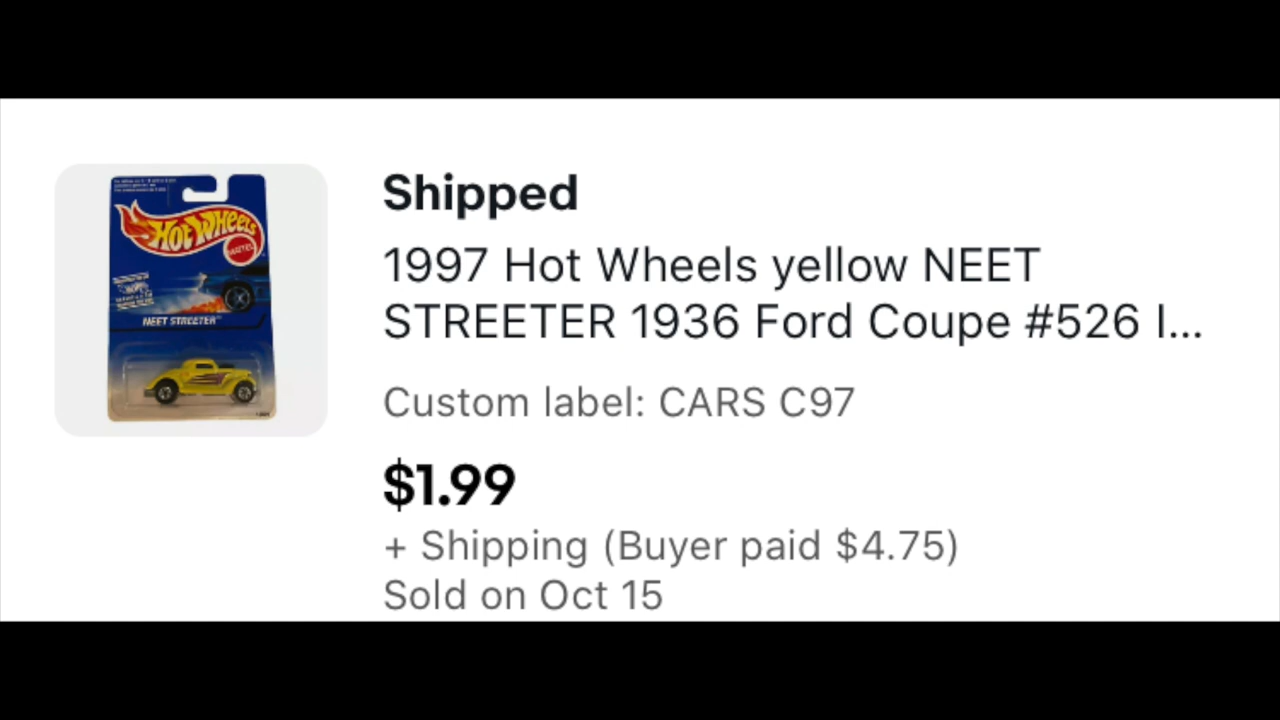 HOT WHEELS
MATTEL
NEET STREETER
Shipped
1997 Hot Wheels yellow NEET
STREETER 1936 Ford Coupe #526 I...
Custom label: CARS C97
$1.99
+ Shipping (Buyer paid $4.75)
Sold on Oct 15